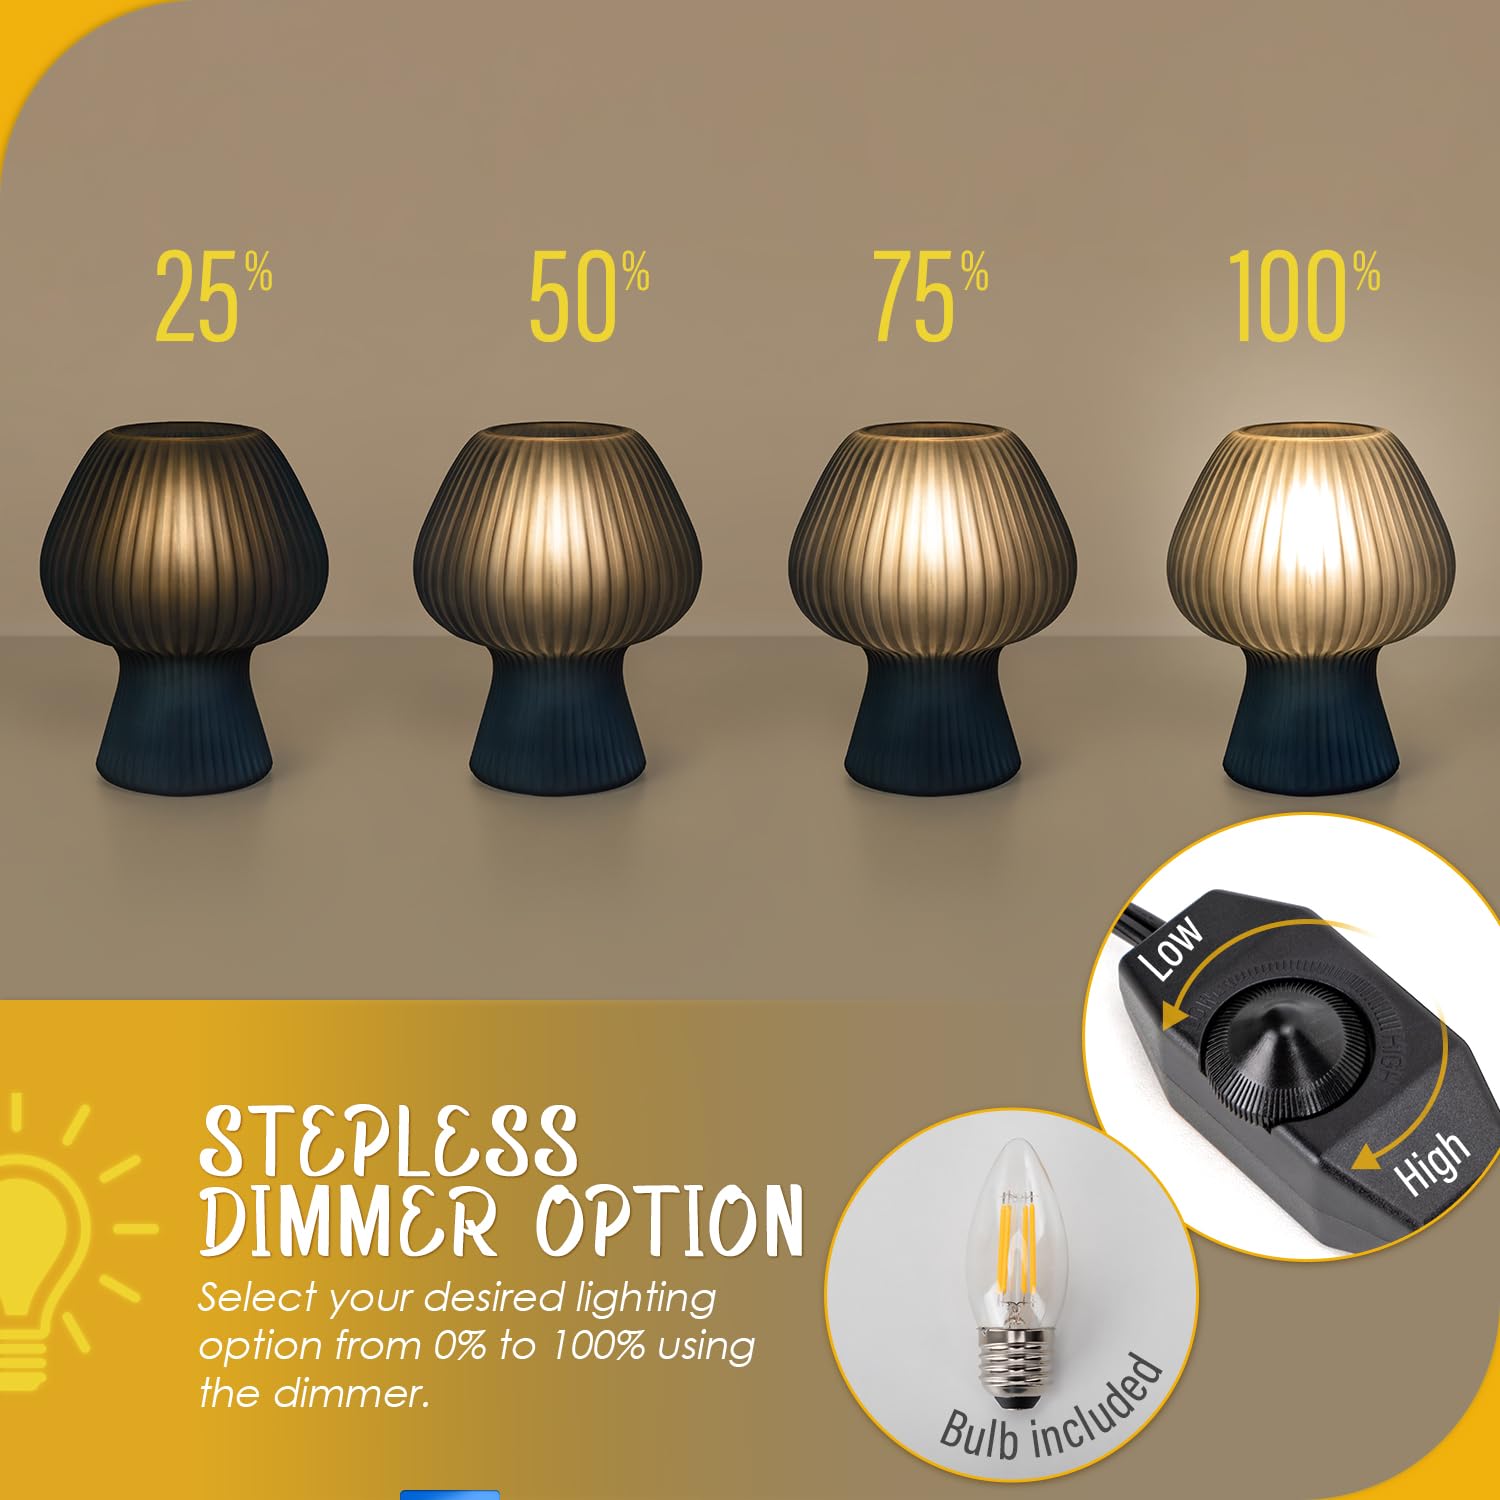 25%
50%
75%
100%
Low
High
HIGH
STEPLESS
DIMMER OPTION
Select your desired lighting
option from 0% to 100% using
the dimmer.
Bulb included